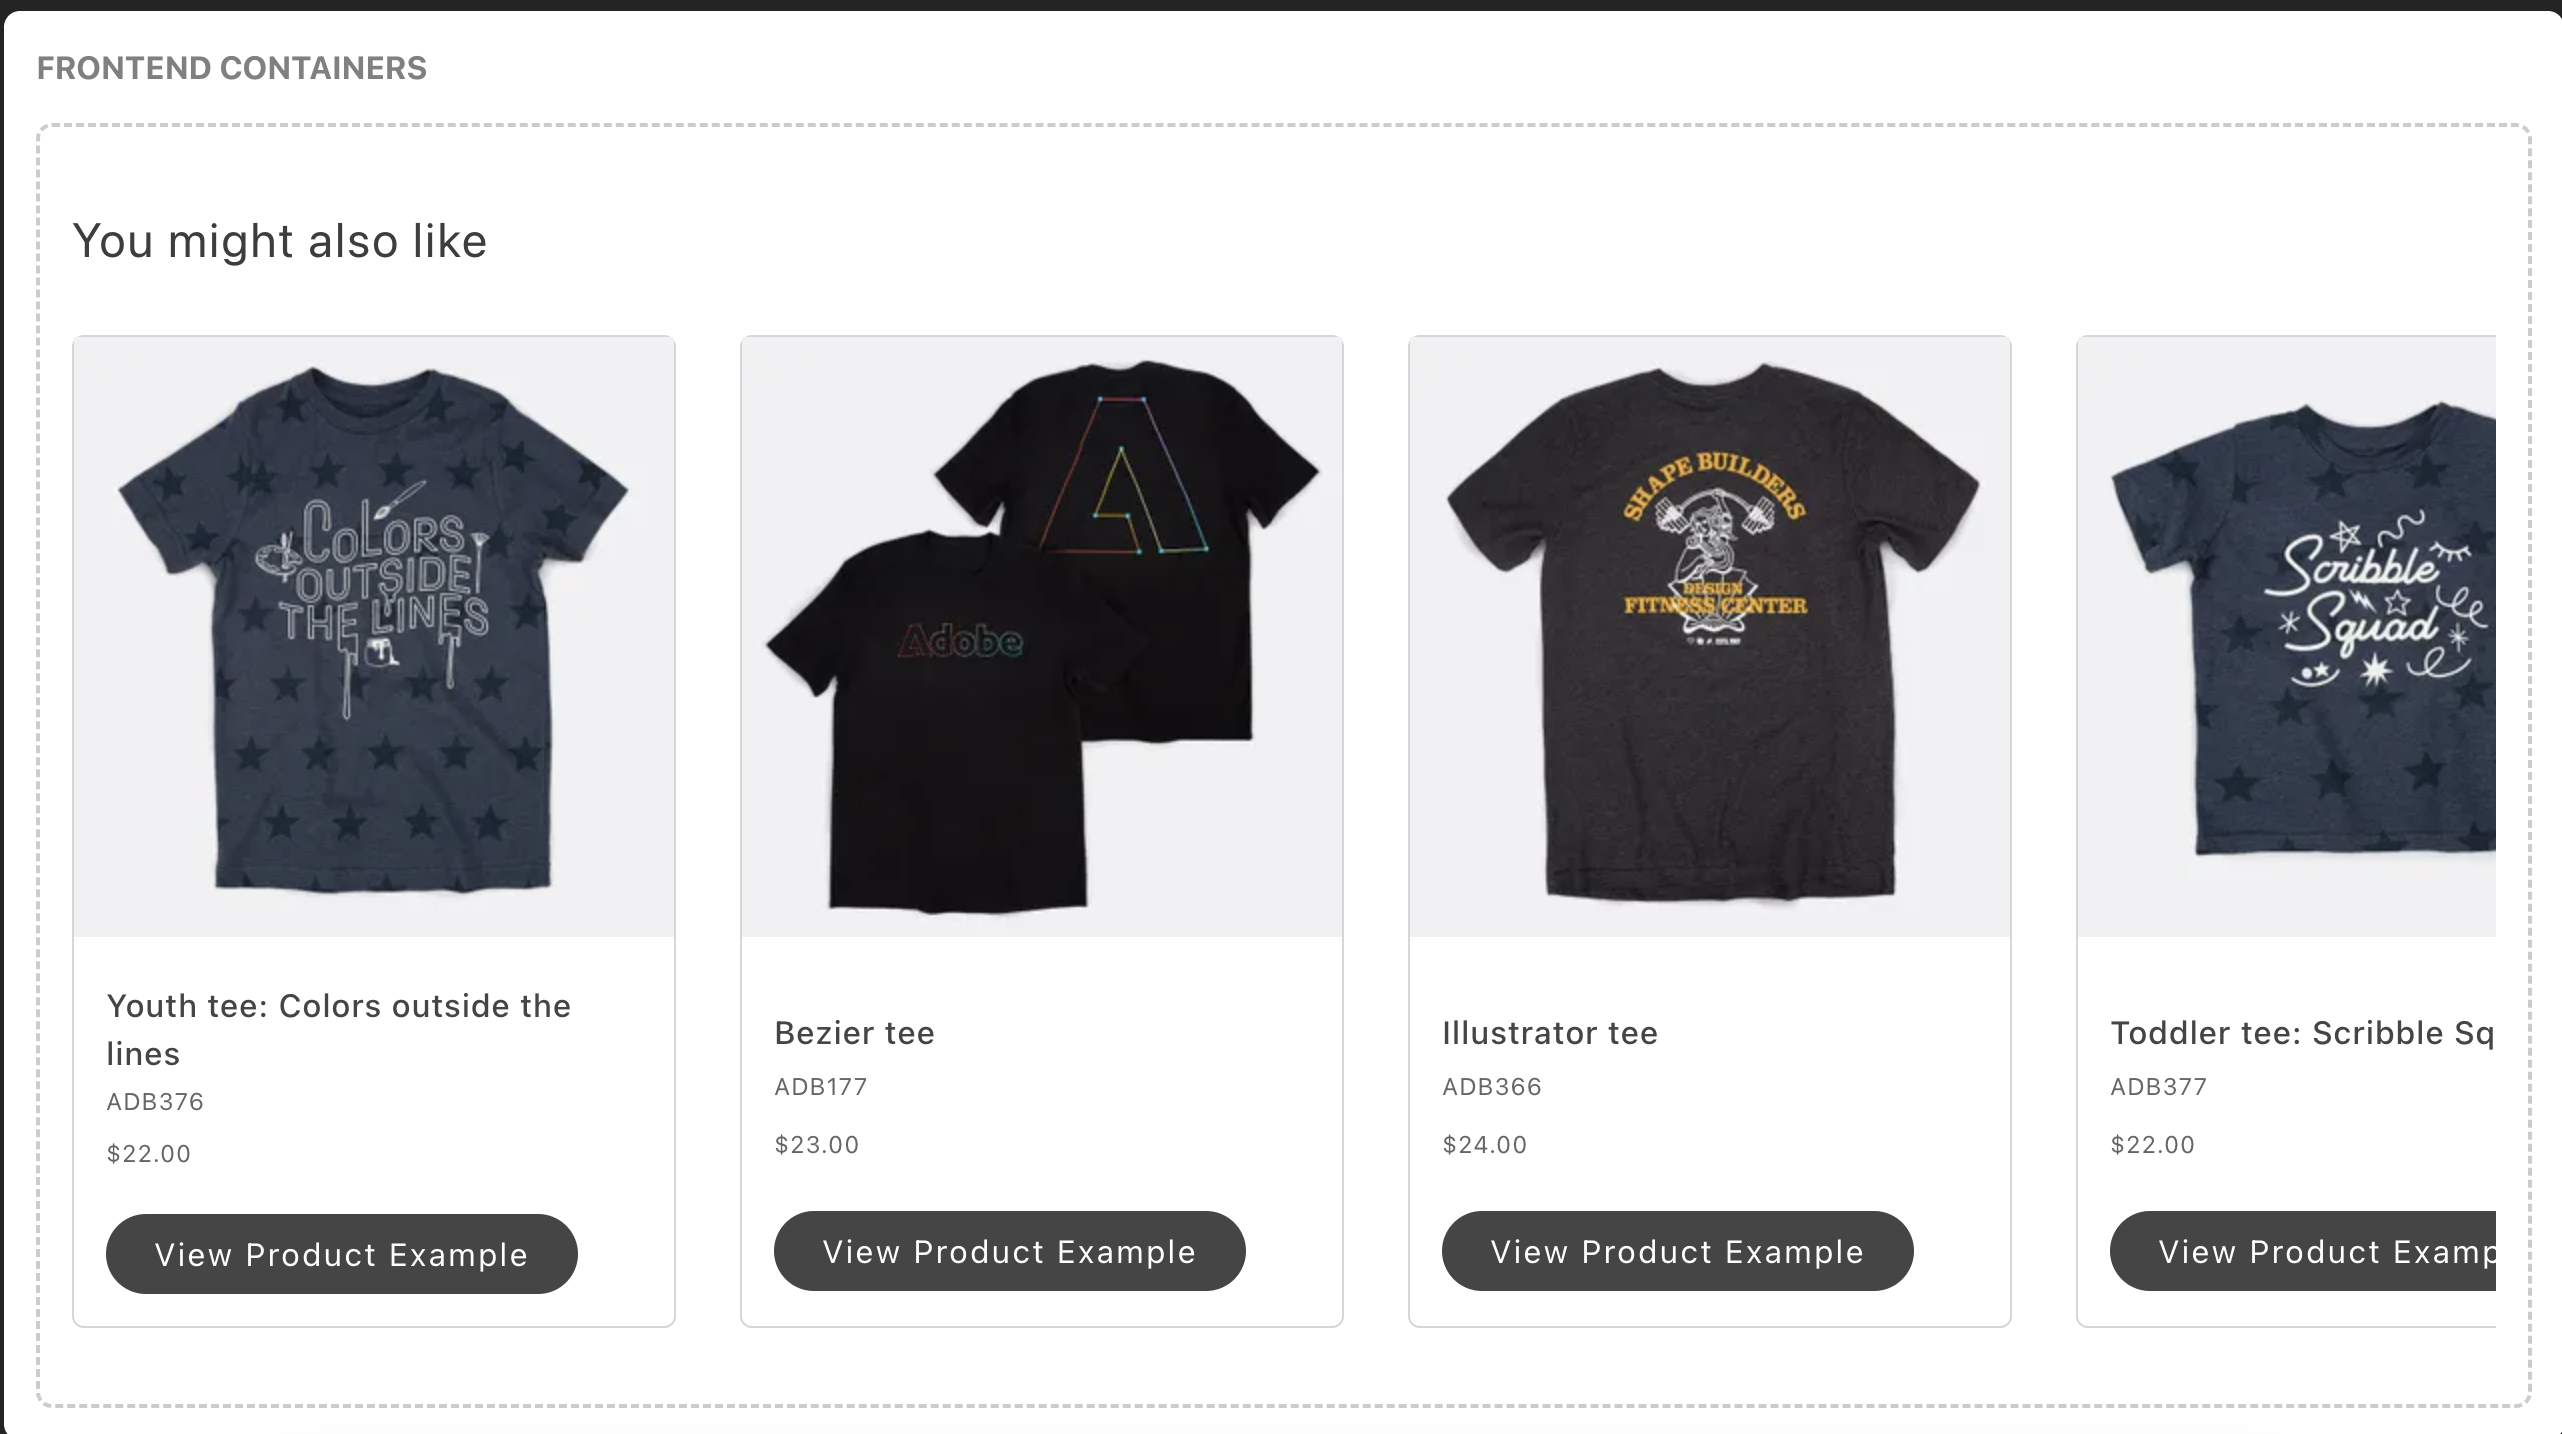 FRONTEND CONTAINERS
You might also like
COLORS
OUTSIDE
THE LINES
Adobe
SHAPE BUILDERS
DESIGN
FITNESS CENTER
Scribble
Squad
Youth tee: Colors outside the
lines
ADB376
$22.00
View Product Example
Bezier tee
ADB177
$23.00
View Product Example
Illustrator tee
ADB366
$24.00
View Product Example
Toddler tee: Scribble Sq
ADB377
$22.00
View Product Examp